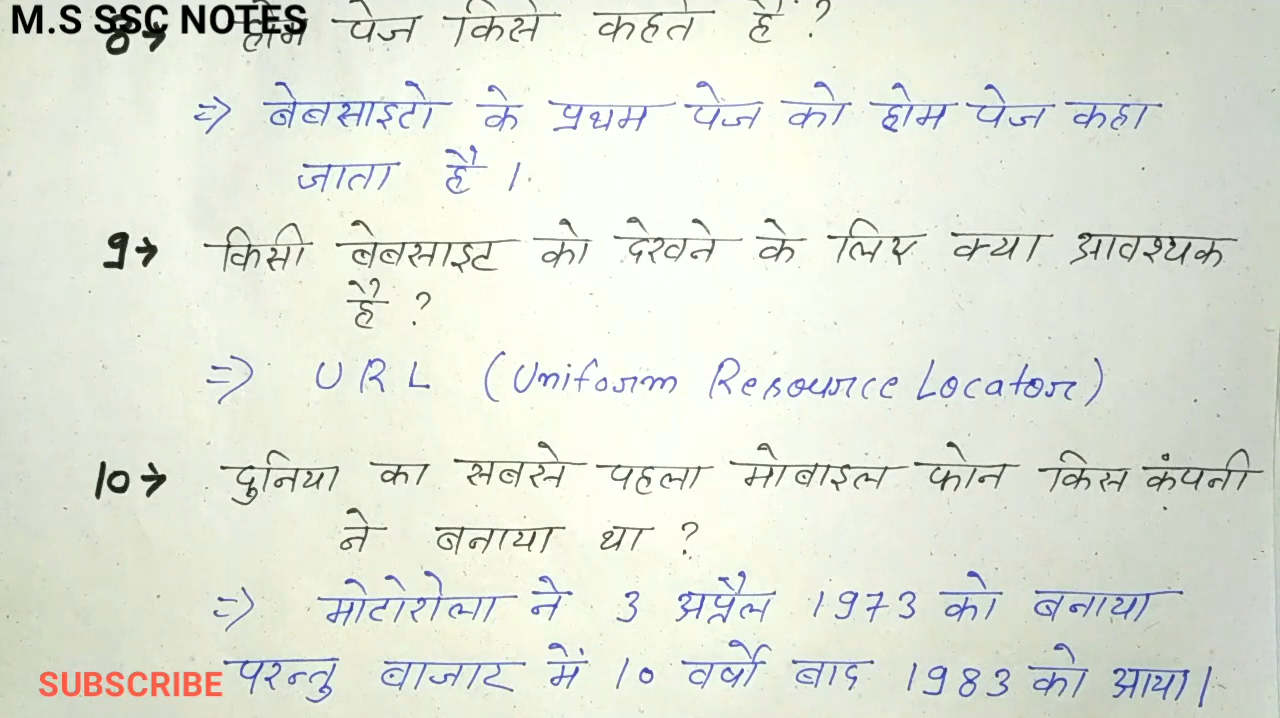 M.S SSC NOTES
8→ होम पेज किसे कहते है ?
=> बेबसाइटो के प्रथम पेज को होम पेज कहा
जाता है ।
9→ किसी बेबसाइट को देखने के लिए क्या आवश्यक
है ?
=> URL (Uniform Resource Locator)
10→ दुनिया का सबसे पहला मोबाइल फोन किस कंपनी
ने बनाया था ?
=> मोटोरोला ने 3 अप्रैल 1973 को बनाया
परन्तु बाजार में 10 वर्षो बाद 1983 को आया।
SUBSCRIBE